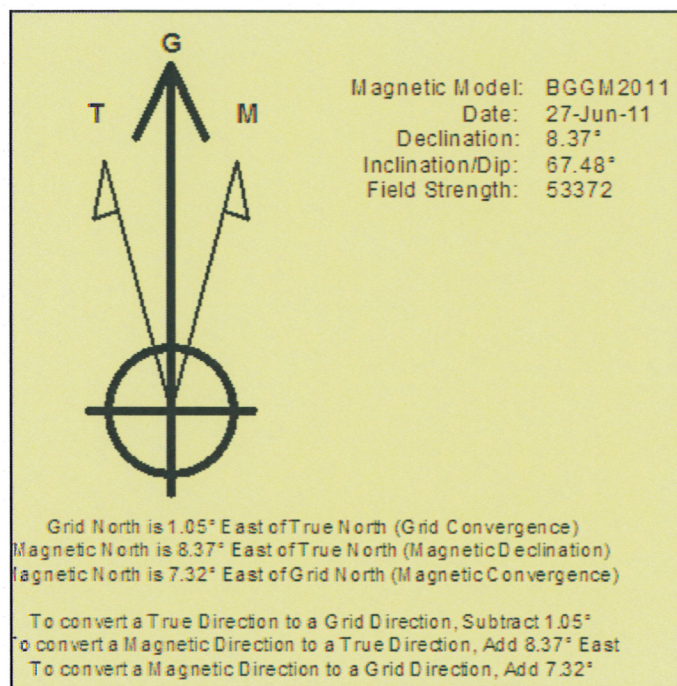 G
T M
Magnetic Model: BGGM2011
Date: 27-Jun-11
Declination: 8.37°
Inclination/Dip: 67.48°
Field Strength: 53372
Grid North is 1.05° East of True North (Grid Convergence)
Magnetic North is 8.37° East of True North (Magnetic Declination)
Magnetic North is 7.32° East of Grid North (Magnetic Convergence)
To convert a True Direction to a Grid Direction, Subtract 1.05°
To convert a Magnetic Direction to a True Direction, Add 8.37° East
To convert a Magnetic Direction to a Grid Direction, Add 7.32°